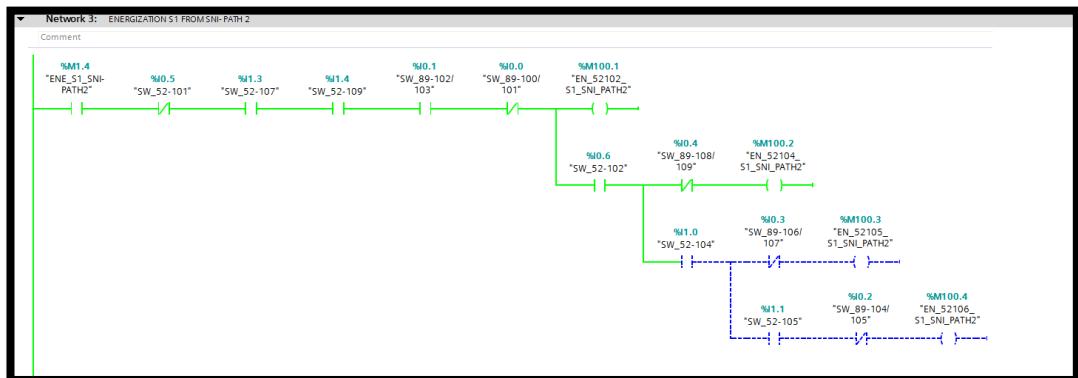 Network 3: ENERGIZATION S1 FROM SNI- PATH 2
Comment
%M1.4
"ENE_S1_SNI-
PATH2"
%I0.5
"SW_52-101"
%I1.3
"SW_52-107"
%I1.4
"SW_52-109"
%I0.1
"SW_89-102/
103"
%I0.0
"SW_89-100/
101"
%M100.1
"EN_52102_
S1_SNI_PATH2"
%I0.6
"SW_52-102"
%I0.4
"SW_89-108/
109"
%M100.2
"EN_52104_
S1_SNI_PATH2"
%I1.0
"SW_52-104"
%I0.3
"SW_89-106/
107"
%M100.3
"EN_52105_
S1_SNI_PATH2"
%I1.1
"SW_52-105"
%I0.2
"SW_89-104/
105"
%M100.4
"EN_52106_
S1_SNI_PATH2"